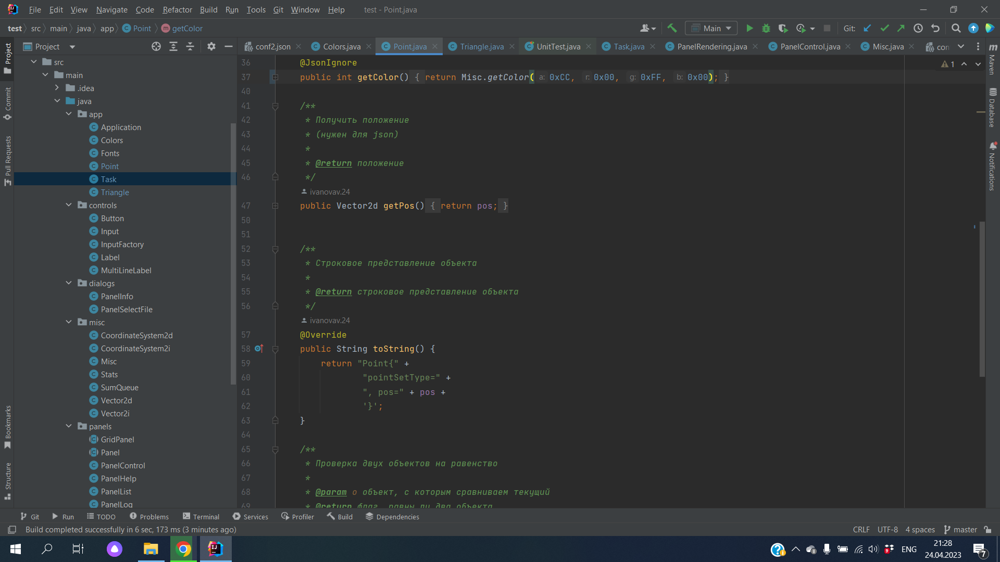 File Edit View Navigate Code Refactor Build Run Tools Git Window Help test - Point.java
test src main java app Point getColor Main Git:
Project conf2.json Colors.java Point.java Triangle.java UnitTest.java Task.java PanelRendering.java PanelControl.java Misc.java con
Project
Commit
Pull Requests
Bookmarks
Structure
src
main
.idea
java
app
Application
Colors
Fonts
Point
Task
Triangle
controls
Button
Input
InputFactory
Label
MultiLineLabel
dialogs
PanelInfo
PanelSelectFile
misc
CoordinateSystem2d
CoordinateSystem2i
Misc
Stats
SumQueue
Vector2d
Vector2i
panels
GridPanel
Panel
PanelControl
PanelHelp
PanelList
PanelLog
36 @JsonIgnore
1
37 public int getColor() { return Misc.getColor( a: 0xCC, r: 0x00, g: 0xFF, b: 0x00); }
40
41 /**
42 * Получить положение
43 * (нужен для json)
44 *
45 * @return положение
46 */
ivanovav.24
47 public Vector2d getPos() { return pos; }
50
51
52 /**
53 * Строковое представление объекта
54 *
55 * @return строковое представление объекта
56 */
ivanovav.24
57 @Override
58 public String toString() {
59 return "Point{" +
60 "pointSetType=" +
61 ", pos=" + pos +
62 '}';
63 }
64
65 /**
66 * Проверка двух объектов на равенство
67 *
68 * @param o объект, с которым сравниваем текущий
69 * @return флаг, равны ли два объекта
Maven
Database
Notifications
Git Run TODO Problems Terminal Services Profiler Build Dependencies
Build completed successfully in 6 sec, 173 ms (3 minutes ago) CRLF UTF-8 4 spaces master
ENG 21:28
24.04.2023
7